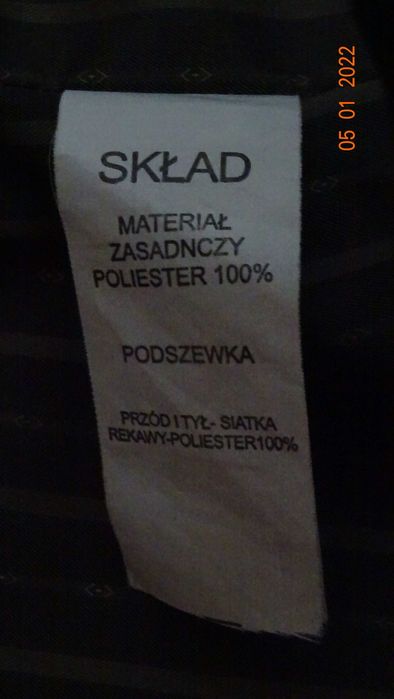 SKŁAD
MATERIAŁ
ZASADNCZY
POLIESTER 100%
PODSZEWKA
PRZÓD I TYŁ- SIATKA
REKAWY-POLIESTER100%
05 01 2022